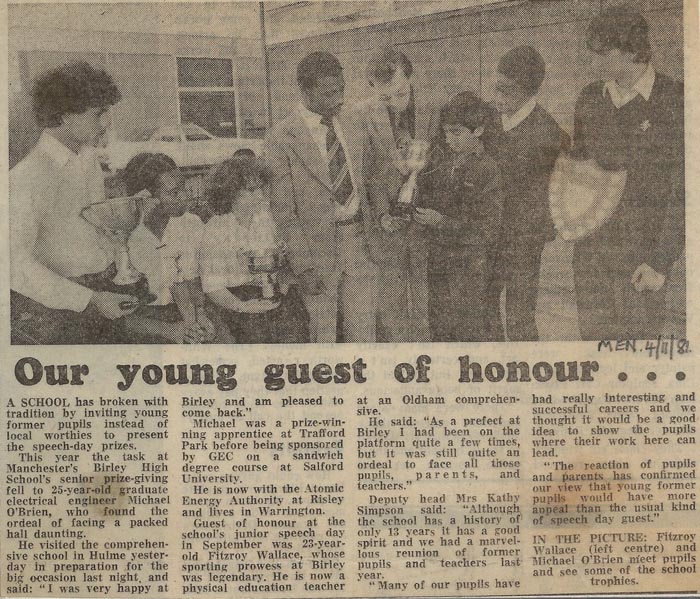 MEN. 4/11/81
Our young guest of honour . . .
A SCHOOL has broken with
tradition by inviting young
former pupils instead of
local worthies to present
the speech-day prizes.
This year the task at
Manchester's Birley High
School's senior prize-giving
fell to 25-year-old graduate
electrical engineer Michael
O'Brien, who found the
ordeal of facing a packed
hall daunting.
He visited the comprehen-
sive school in Hulme yester-
day in preparation for the
big occasion last night, and
said: "I was very happy at
Birley and am pleased to
come back."
Michael was a prize-win-
ning apprentice at Trafford
Park before being sponsored
by GEC on a sandwich
degree course at Salford
University.
He is now with the Atomic
Energy Authority at Risley
and lives in Warrington.
Guest of honour at the
school's junior speech day
in September was 23-year-
old Fitzroy Wallace, whose
sporting prowess at Birley
was legendary. He is now a
physical education teacher
at an Oldham comprehen-
sive.
He said: "As a prefect at
Birley I had been on the
platform quite a few times,
but it was still quite an
ordeal to face all those
pupils, parents, and
teachers."
Deputy head Mrs Kathy
Simpson said: "Although
the school has a history of
only 13 years it has a good
spirit and we had a marvel-
lous reunion of former
pupils and teachers last
year.
"Many of our pupils have
had really interesting and
successful careers and we
thought it would be a good
idea to show the pupils
where their work here can
lead.
"The reaction of pupils
and parents has confirmed
our view that young former
pupils would have more
appeal than the usual kind
of speech day guest."
IN THE PICTURE: Fitzroy
Wallace (left centre) and
Michael O'Brien meet pupils
and see some of the school
trophies.